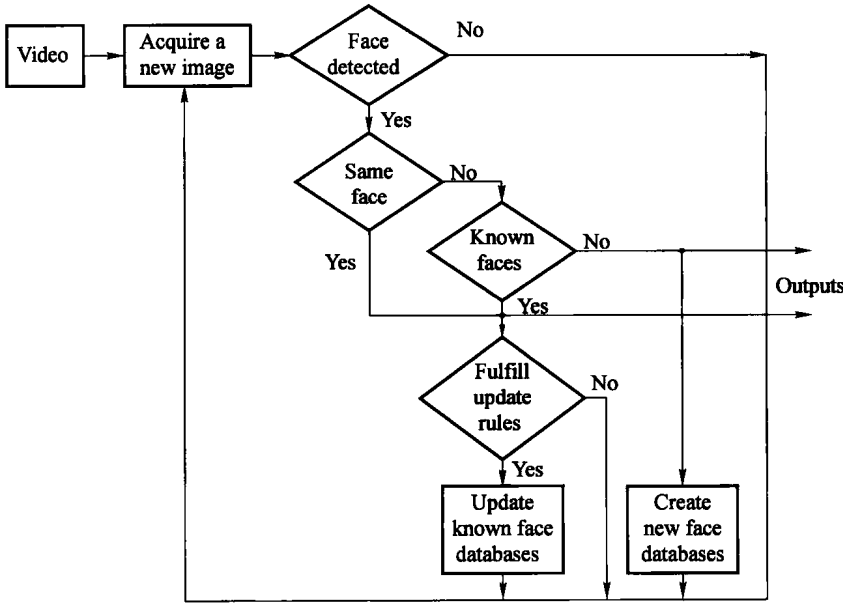 Video
Acquire a
new image
Face
detected
No
Yes
Same
face
No
Known
faces
No
Yes
Yes
Outputs
Fulfill
update
rules
No
Yes
Update
known face
databases
Create
new face
databases